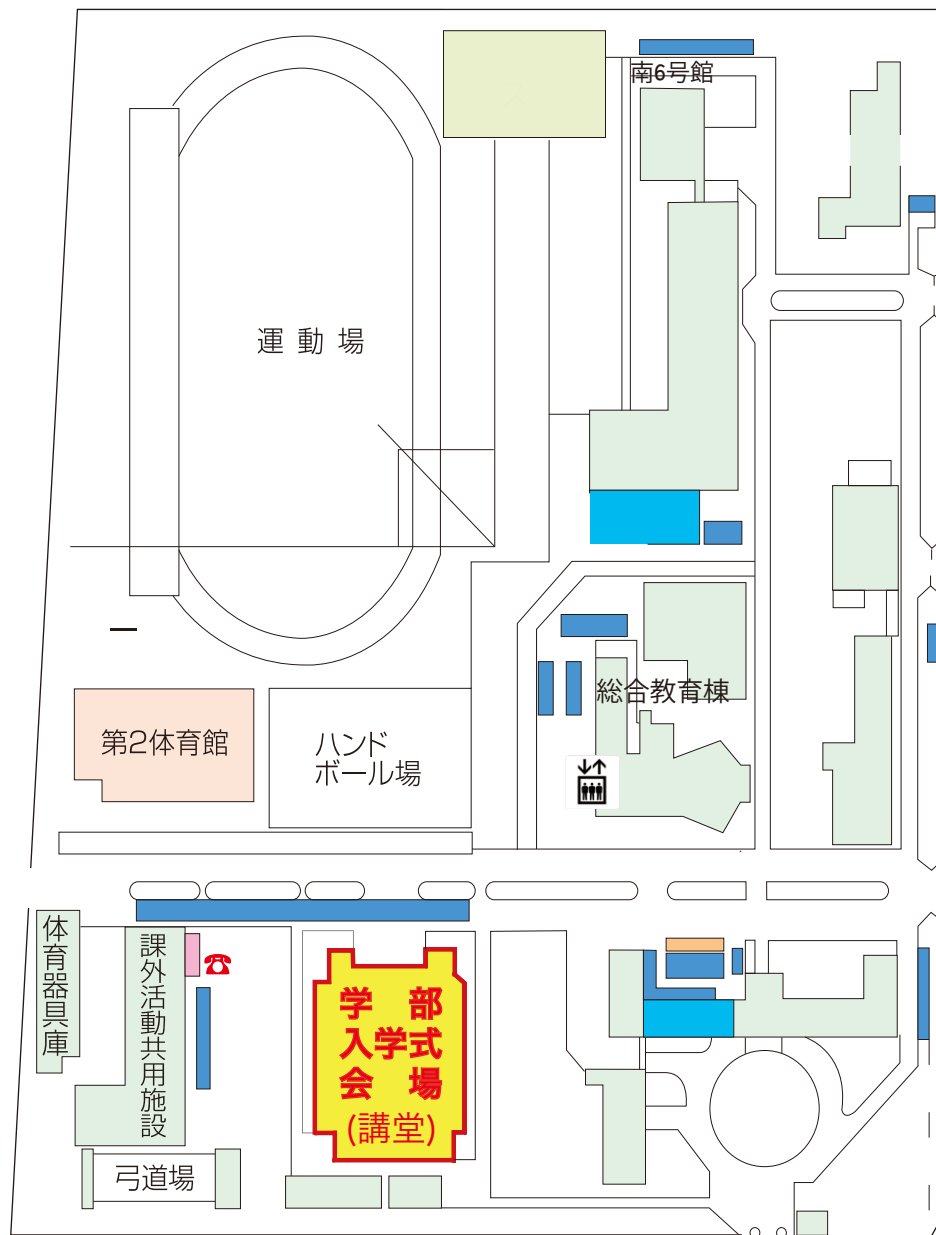 南6号館
運動場
総合教育棟
第2体育館
ハンド
ボール場
体育器具庫
課外活動共用施設
学部
入学式
会場
(講堂)
弓道場